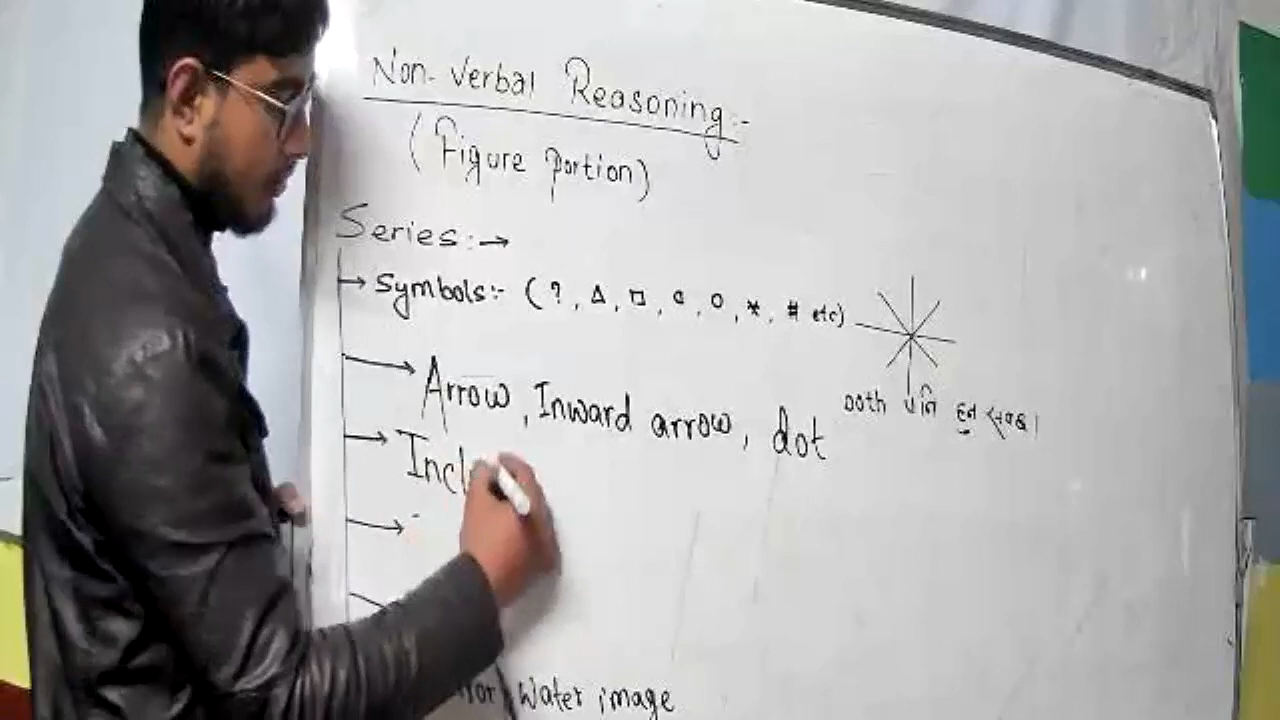 Non-Verbal Reasoning:-
(Figure portion)
Series:→
→ Symbols:- (?, △, □, c, o, *, # etc)
→ Arrow, Inward arrow, dot
→ Incl
Water image